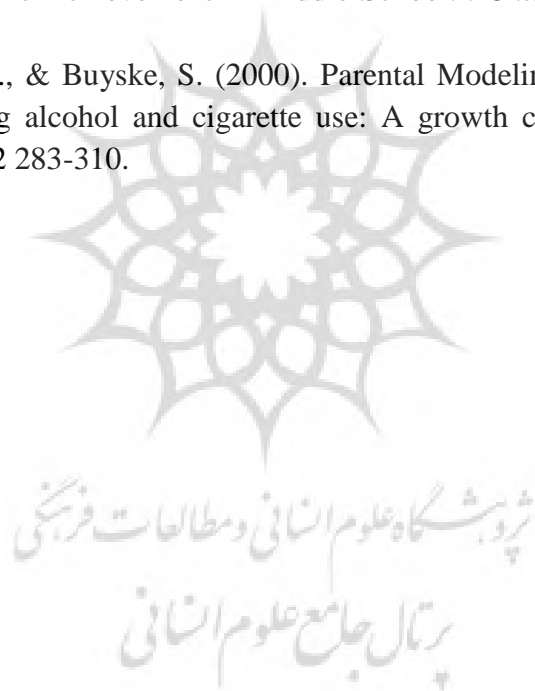 ., & Buyske, S. (2000). Parental Modelin
g alcohol and cigarette use: A growth c
2 283-310.
پژوهشگاه علوم انسانی و مطالعات فرهنگی
پرتال جامع علوم انسانی